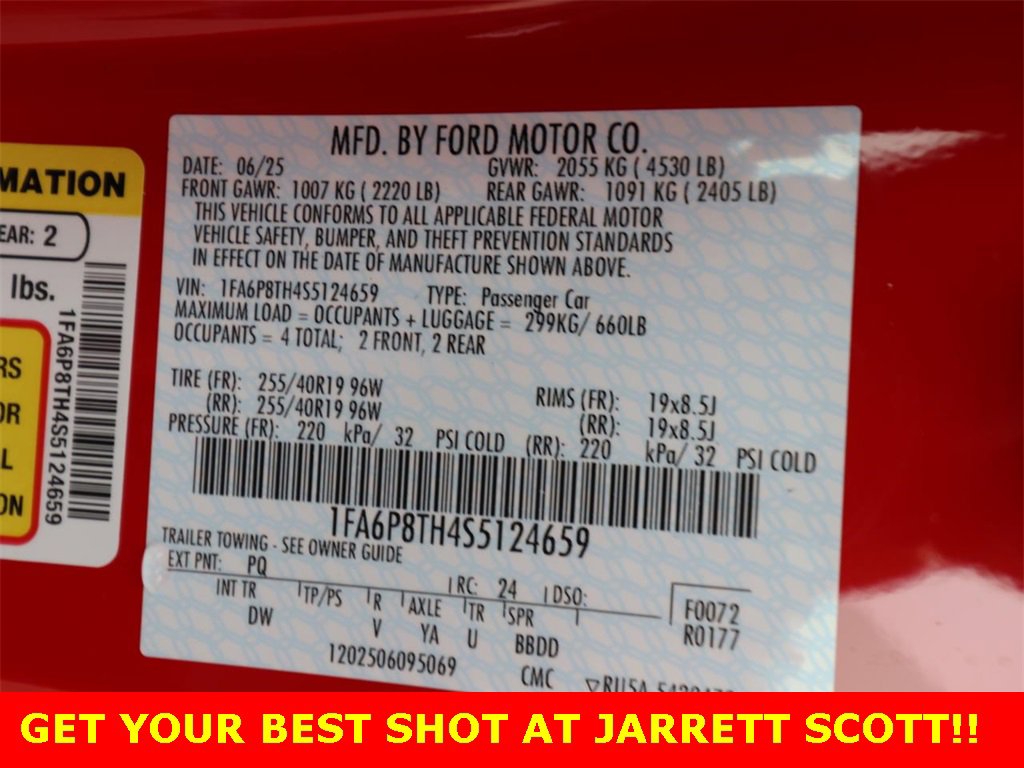 MFD. BY FORD MOTOR CO.
DATE: 06/25 GVWR: 2055 KG ( 4530 LB)
FRONT GAWR: 1007 KG ( 2220 LB) REAR GAWR: 1091 KG ( 2405 LB)
THIS VEHICLE CONFORMS TO ALL APPLICABLE FEDERAL MOTOR
VEHICLE SAFETY, BUMPER, AND THEFT PREVENTION STANDARDS
IN EFFECT ON THE DATE OF MANUFACTURE SHOWN ABOVE.
VIN: 1FA6P8TH4S5124659 TYPE: Passenger Car
MAXIMUM LOAD = OCCUPANTS + LUGGAGE = 299KG/ 660LB
OCCUPANTS = 4 TOTAL; 2 FRONT, 2 REAR
TIRE (FR): 255/40R19 96W RIMS (FR): 19x8.5J
(RR): 255/40R19 96W (RR): 19x8.5J
PRESSURE (FR): 220 kPa/ 32 PSI COLD (RR): 220 kPa/ 32 PSI COLD
1FA6P8TH4S5124659
TRAILER TOWING - SEE OWNER GUIDE
EXT PNT: PQ RC: 24 DSO:
INT TR TP/PS R AXLE TR SPR F0072
DW V YA U BBDD R0177
1202506095069 CMC
MATION
EAR: 2
lbs.
RS
OR
L
ON
1FA6P8TH4S5124659
GET YOUR BEST SHOT AT JARRETT SCOTT!!